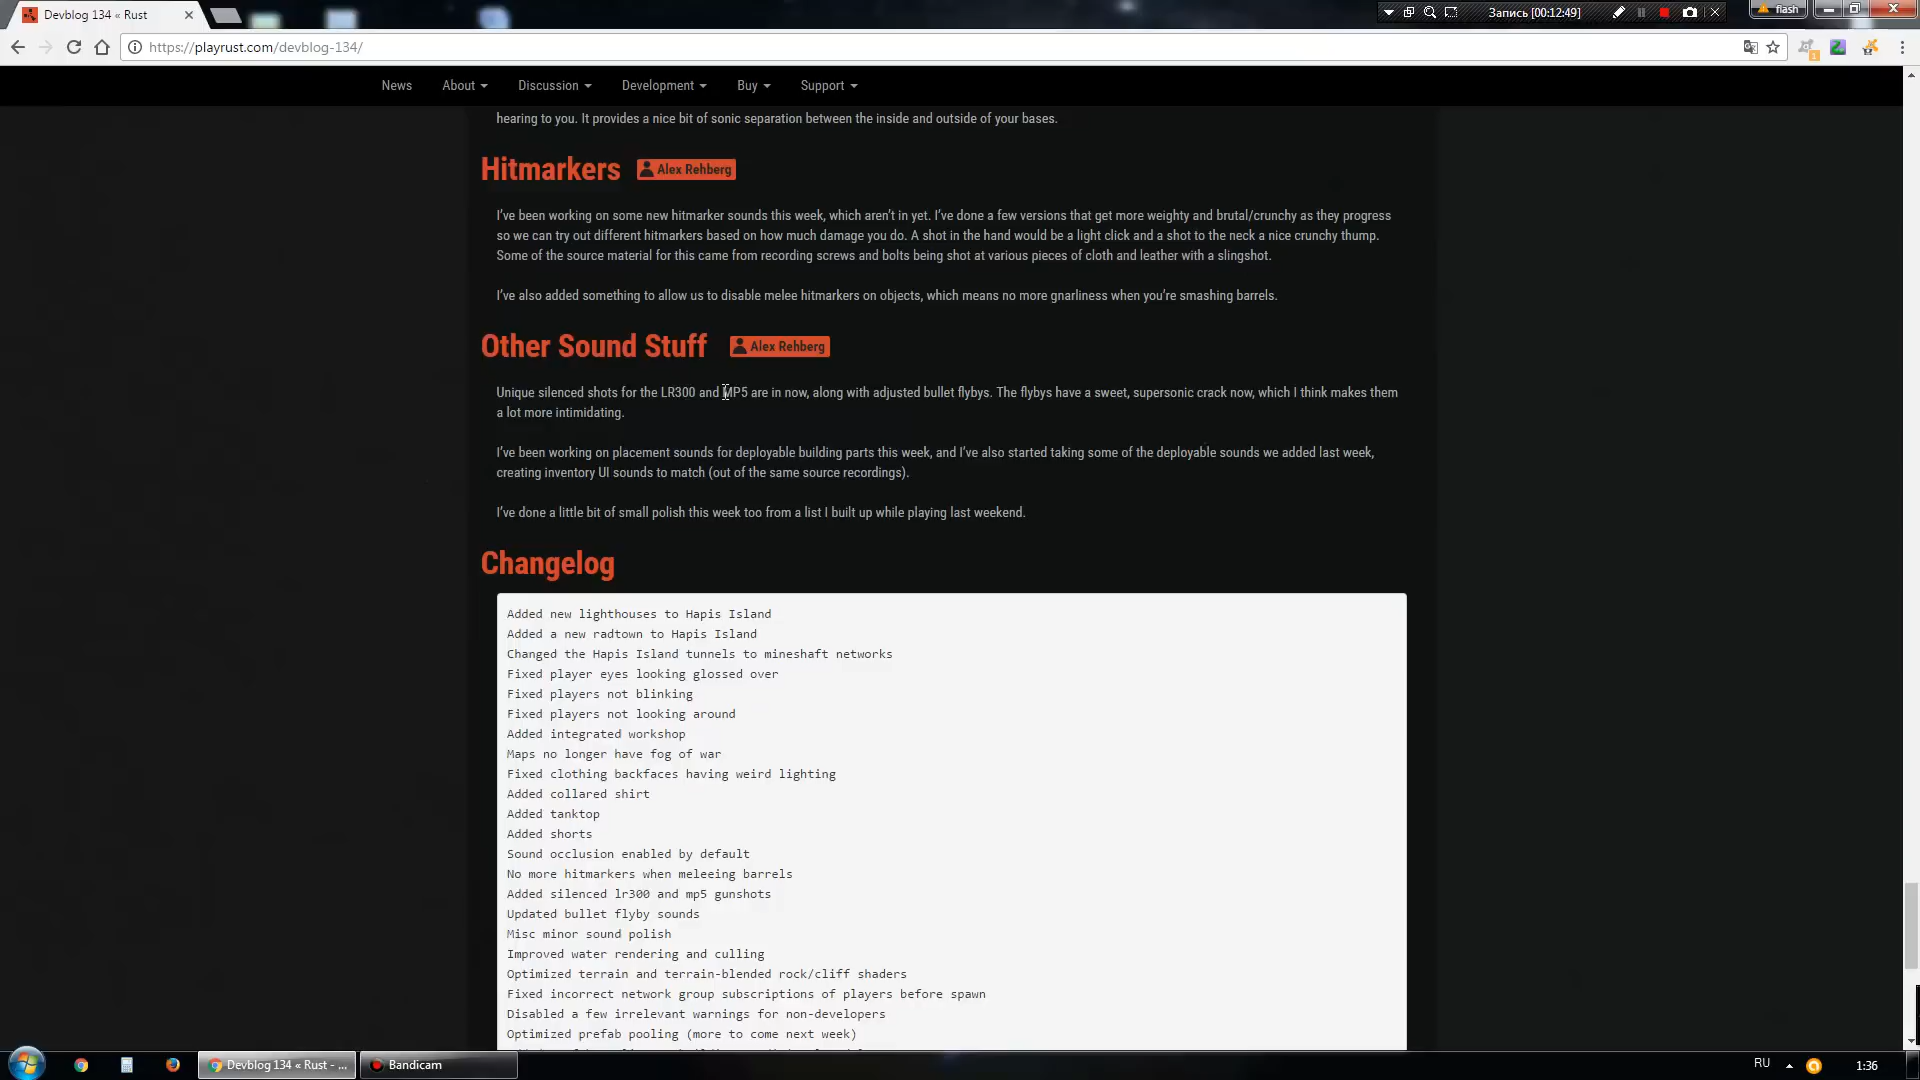 Devblog 134 « Rust
Запись [00:12:49]
flash
https://playrust.com/devblog-134/
News
About
Discussion
Development
Buy
Support
hearing to you. It provides a nice bit of sonic separation between the inside and outside of your bases.
Hitmarkers
Alex Rehberg
I've been working on some new hitmarker sounds this week, which aren't in yet. I've done a few versions that get more weighty and brutal/crunchy as they progress
so we can try out different hitmarkers based on how much damage you do. A shot in the hand would be a light click and a shot to the neck a nice crunchy thump.
Some of the source material for this came from recording screws and bolts being shot at various pieces of cloth and leather with a slingshot.
I've also added something to allow us to disable melee hitmarkers on objects, which means no more gnarliness when you're smashing barrels.
Other Sound Stuff
Alex Rehberg
Unique silenced shots for the LR300 and MP5 are in now, along with adjusted bullet flybys. The flybys have a sweet, supersonic crack now, which I think makes them
a lot more intimidating.
I've been working on placement sounds for deployable building parts this week, and I've also started taking some of the deployable sounds we added last week,
creating inventory UI sounds to match (out of the same source recordings).
I've done a little bit of small polish this week too from a list I built up while playing last weekend.
Changelog
Added new lighthouses to Hapis Island
Added a new radtown to Hapis Island
Changed the Hapis Island tunnels to mineshaft networks
Fixed player eyes looking glossed over
Fixed players not blinking
Fixed players not looking around
Added integrated workshop
Maps no longer have fog of war
Fixed clothing backfaces having weird lighting
Added collared shirt
Added tanktop
Added shorts
Sound occlusion enabled by default
No more hitmarkers when meleeing barrels
Added silenced lr300 and mp5 gunshots
Updated bullet flyby sounds
Misc minor sound polish
Improved water rendering and culling
Optimized terrain and terrain-blended rock/cliff shaders
Fixed incorrect network group subscriptions of players before spawn
Disabled a few irrelevant warnings for non-developers
Optimized prefab pooling (more to come next week)
Devblog 134 « Rust - ...
Bandicam
RU
1:36